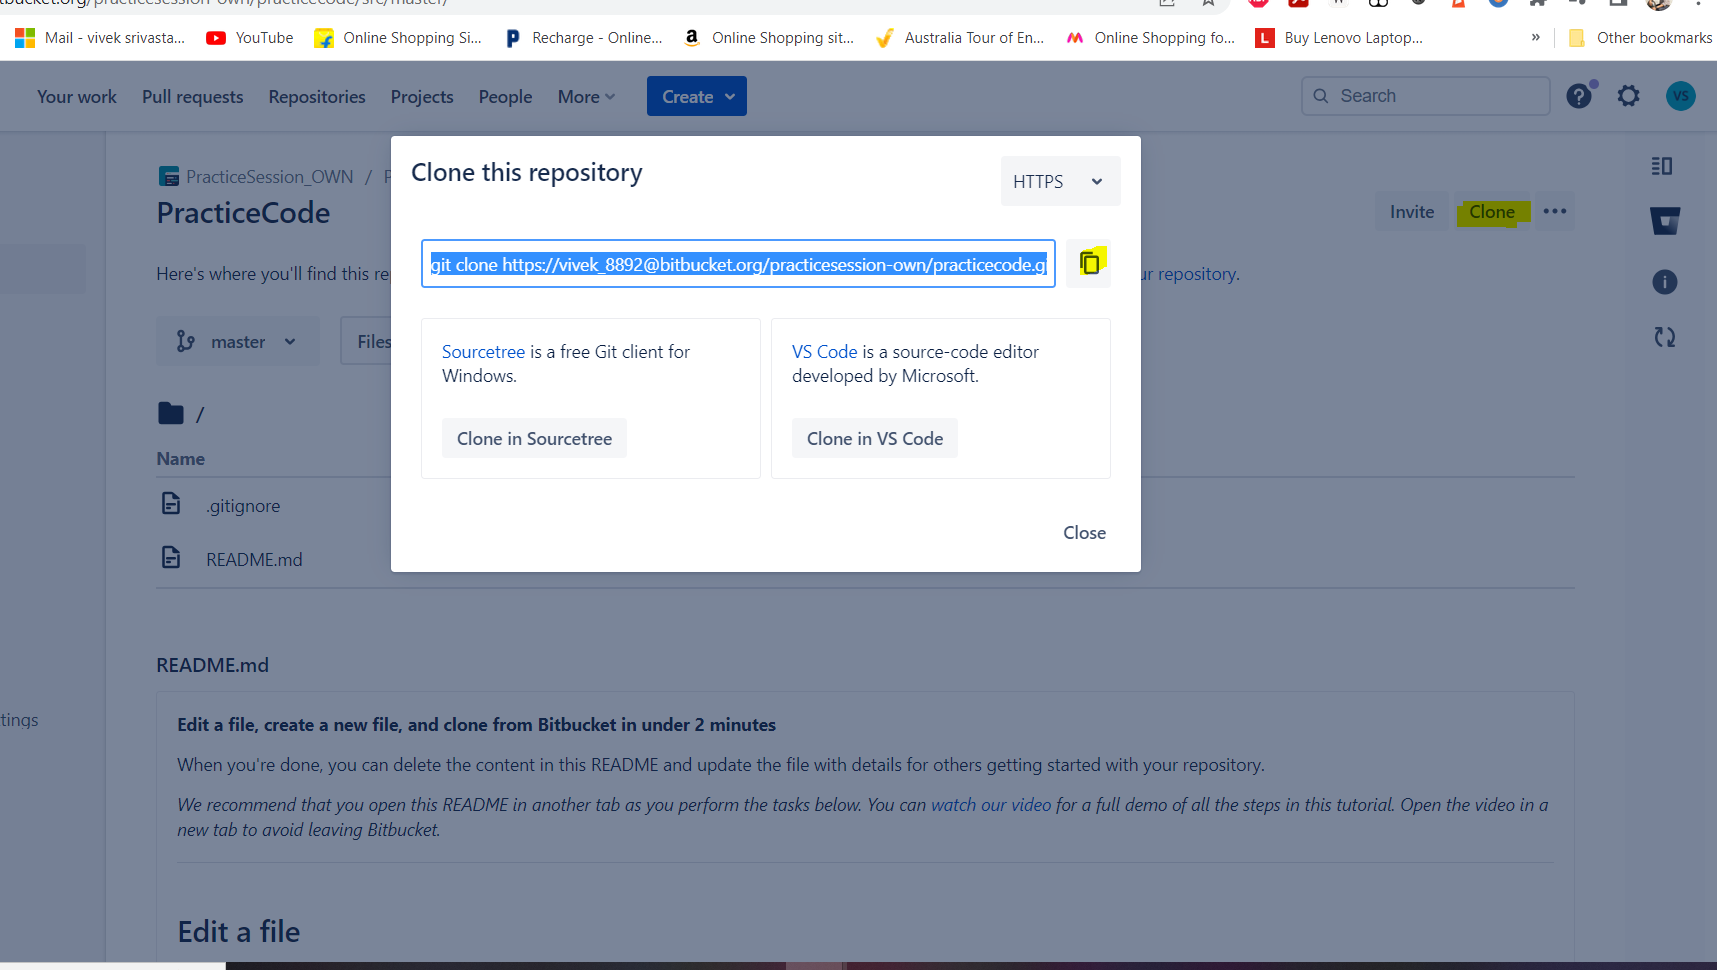 tbucket.org/practicesession-own/practicecode/src/master/
Mail - vivek srivasta... YouTube Online Shopping Si... Recharge - Online... Online Shopping sit... Australia Tour of En... Online Shopping fo... Buy Lenovo Laptop... » Other bookmarks
Your work Pull requests Repositories Projects People More Create Search VS
Clone this repository
HTTPS
PracticeSession_OWN / P
PracticeCode
Invite Clone
git clone https://vivek_8892@bitbucket.org/practicesession-own/practicecode.gi
Here's where you'll find this re ur repository.
master Files
Sourcetree is a free Git client for
Windows.
Clone in Sourcetree
VS Code is a source-code editor
developed by Microsoft.
Clone in VS Code
Close
/
Name
.gitignore
README.md
README.md
tings
Edit a file, create a new file, and clone from Bitbucket in under 2 minutes
When you're done, you can delete the content in this README and update the file with details for others getting started with your repository.
We recommend that you open this README in another tab as you perform the tasks below. You can watch our video for a full demo of all the steps in this tutorial. Open the video in a
new tab to avoid leaving Bitbucket.
Edit a file